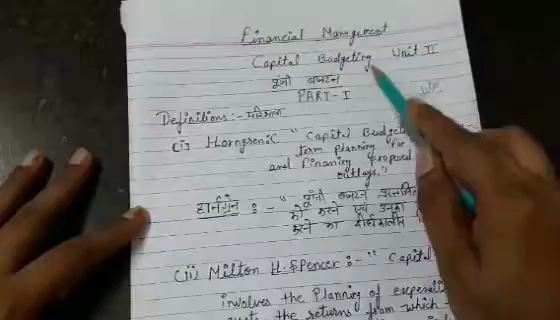 Financial Management
Capital Budgeting Unit II
पूंजी बजटन
PART-I
Definitions:- परिभाषा
(i) Horngren:- "Capital Budge
term planning for
and financing proposed
outlays."
हार्नग्रेन :- "पूँजी बजटन
को करने एवं उनका
करने का दीर्घकालीन
(ii) Milton H. Spencer:- "Capital
involves the Planning of
the returns from which